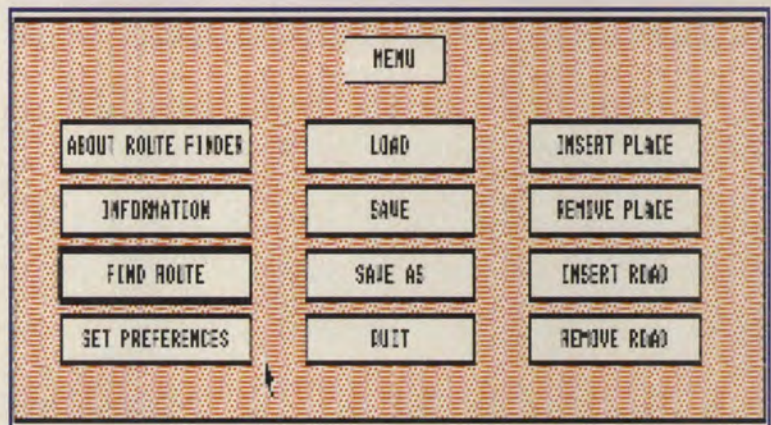 MENU
ABOUT ROUTE FINDER
LOAD
INSERT PLACE
INFORMATION
SAVE
REMOVE PLACE
FIND ROUTE
SAVE AS
INSERT ROAD
SET PREFERENCES
QUIT
REMOVE ROAD